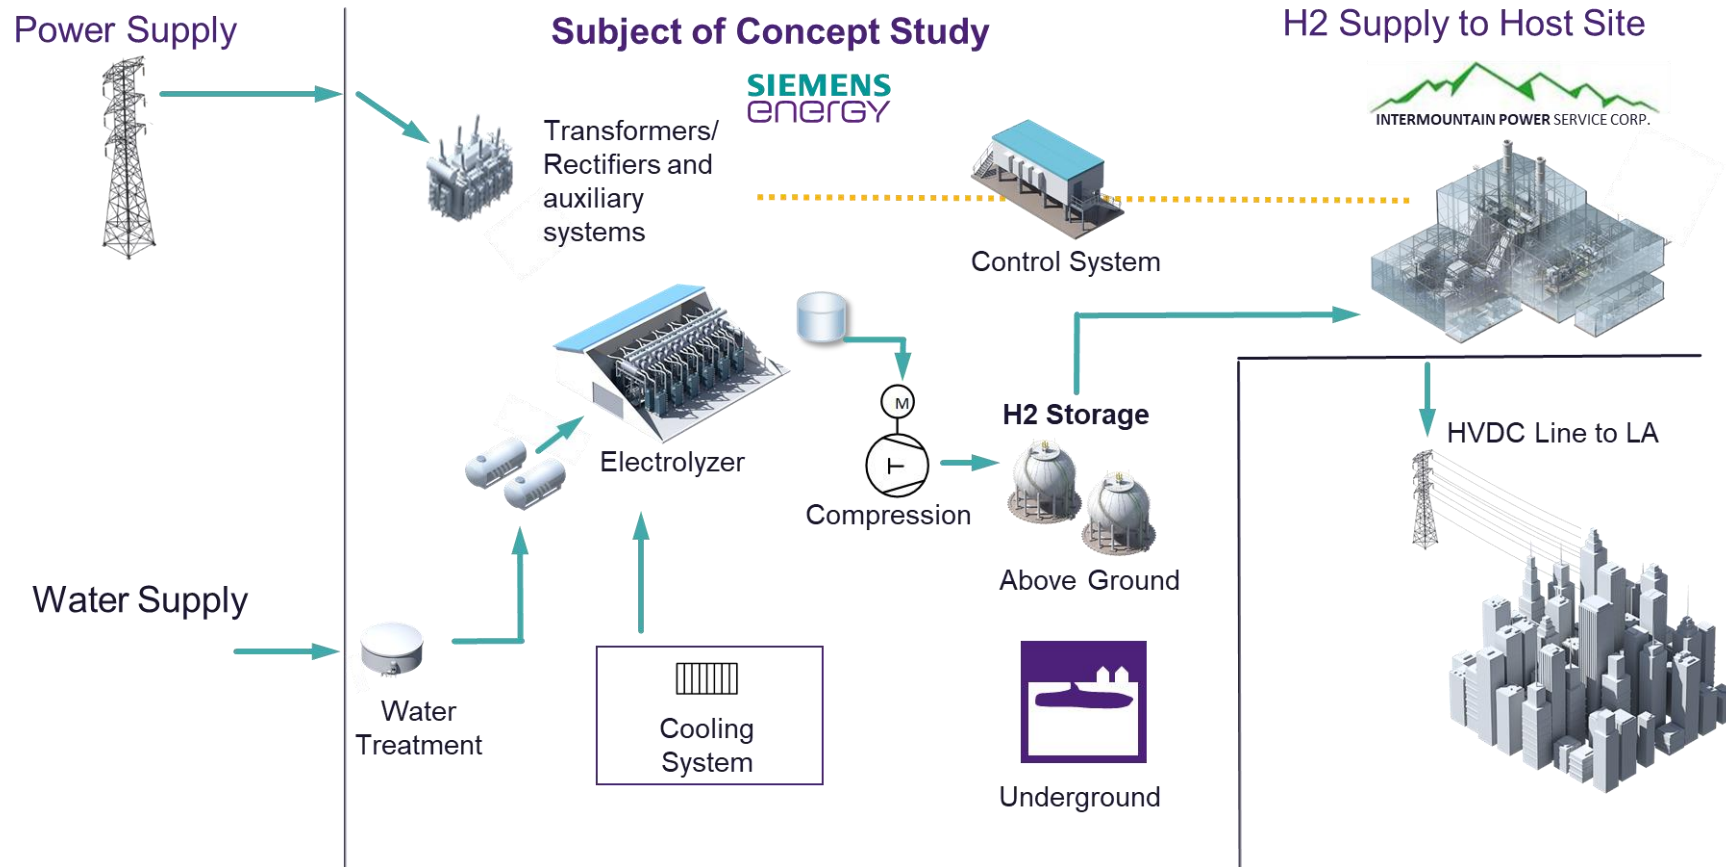 Power Supply
Subject of Concept Study
H2 Supply to Host Site
SIEMENS
energy
INTERMOUNTAIN POWER SERVICE CORP.
Transformers/
Rectifiers and
auxiliary
systems
Control System
Electrolyzer
M
T
Compression
H2 Storage
Above Ground
HVDC Line to LA
Water Supply
Water
Treatment
Cooling
System
Underground